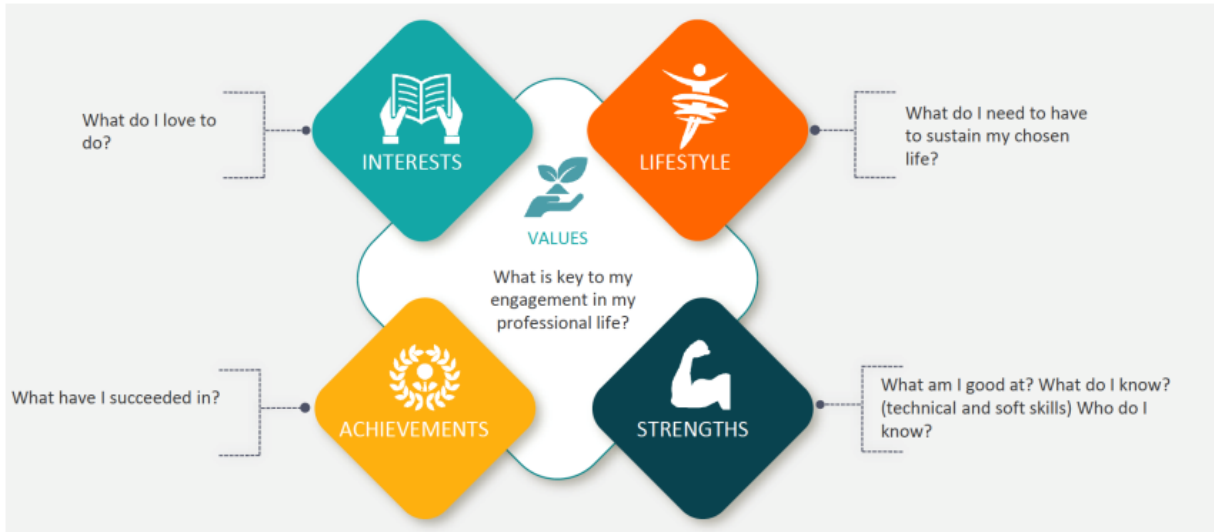 What do I love to
do?
INTERESTS
LIFESTYLE
What do I need to have
to sustain my chosen
life?
VALUES
What is key to my
engagement in my
professional life?
What have I succeeded in?
ACHIEVEMENTS
STRENGTHS
What am I good at? What do I know?
(technical and soft skills) Who do I
know?